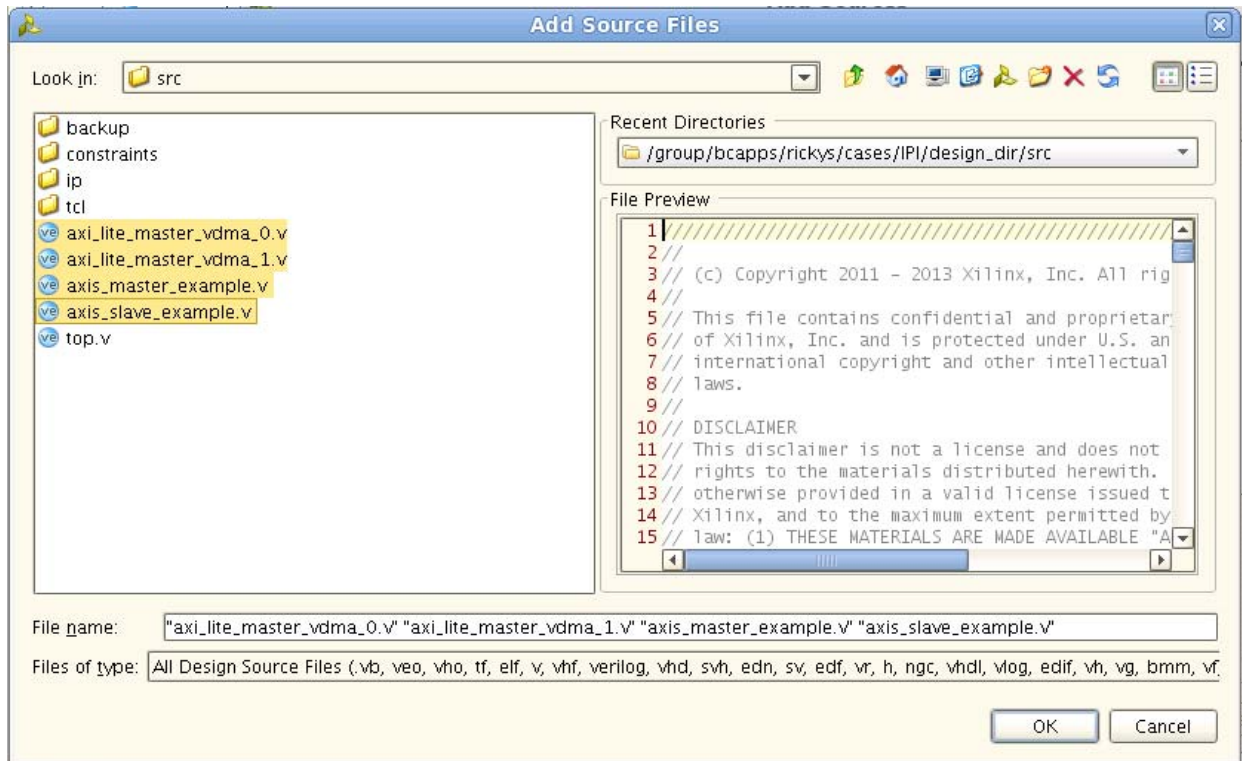 Add Source Files
Look in: src
backup
constraints
ip
tcl
axi_lite_master_vdma_0.v
axi_lite_master_vdma_1.v
axis_master_example.v
axis_slave_example.v
top.v
Recent Directories
/group/bcapps/rickys/cases/IPI/design_dir/src
File Preview
1 ////////////////////////////////////////////////////
2 //
3 // (c) Copyright 2011 - 2013 Xilinx, Inc. All rig
4 //
5 // This file contains confidential and proprietar
6 // of Xilinx, Inc. and is protected under U.S. an
7 // international copyright and other intellectual
8 // laws.
9 //
10 // DISCLAIMER
11 // This disclaimer is not a license and does not
12 // rights to the materials distributed herewith.
13 // otherwise provided in a valid license issued t
14 // Xilinx, and to the maximum extent permitted by
15 // law: (1) THESE MATERIALS ARE MADE AVAILABLE "A
File name: "axi_lite_master_vdma_0.v" "axi_lite_master_vdma_1.v" "axis_master_example.v" "axis_slave_example.v"
Files of type: All Design Source Files (.vb, veo, vho, tf, elf, v, vhf, verilog, vhd, svh, edn, sv, edf, vr, h, ngc, vhdl, vlog, edif, vh, vg, bmm, vf,
OK Cancel